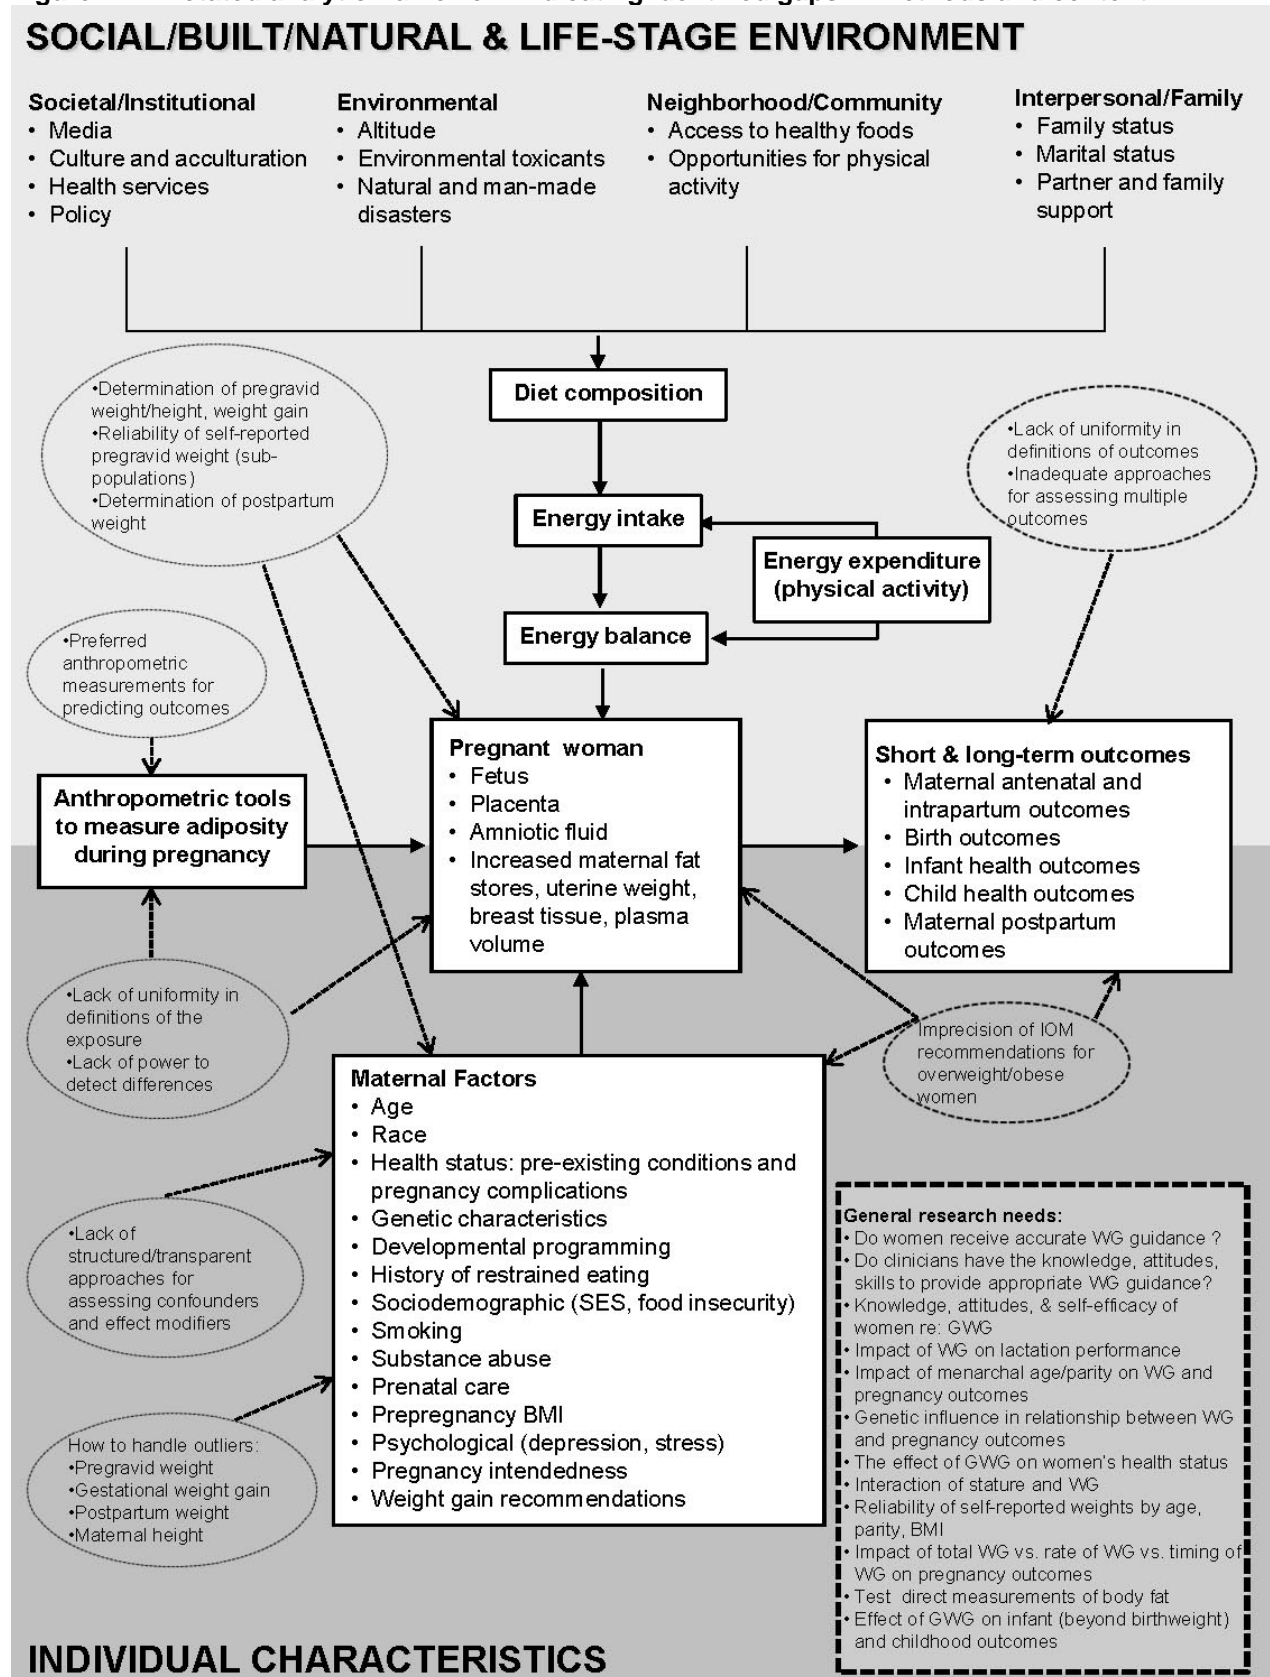 SOCIAL/BUILT/NATURAL & LIFE-STAGE ENVIRONMENT
Societal/Institutional
• Media
• Culture and acculturation
• Health services
• Policy
Environmental
• Altitude
• Environmental toxicants
• Natural and man-made
disasters
Neighborhood/Community
• Access to healthy foods
• Opportunities for physical
activity
Interpersonal/Family
• Family status
• Marital status
• Partner and family
support
•Determination of pregravid
weight/height, weight gain
•Reliability of self-reported
pregravid weight (sub-
populations)
•Determination of postpartum
weight
Diet composition
•Lack of uniformity in
definitions of outcomes
•Inadequate approaches
for assessing multiple
outcomes
Energy intake
Energy expenditure
(physical activity)
Energy balance
•Preferred
anthropometric
measurements for
predicting outcomes
Anthropometric tools
to measure adiposity
during pregnancy
Pregnant woman
• Fetus
• Placenta
• Amniotic fluid
• Increased maternal fat
stores, uterine weight,
breast tissue, plasma
volume
Short & long-term outcomes
• Maternal antenatal and
intrapartum outcomes
• Birth outcomes
• Infant health outcomes
• Child health outcomes
• Maternal postpartum
outcomes
•Lack of uniformity in
definitions of the
exposure
•Lack of power to
detect differences
Imprecision of IOM
recommendations for
overweight/obese
women
Maternal Factors
• Age
• Race
• Health status: pre-existing conditions and
pregnancy complications
• Genetic characteristics
• Developmental programming
• History of restrained eating
• Sociodemographic (SES, food insecurity)
• Smoking
• Substance abuse
• Prenatal care
• Prepregnancy BMI
• Psychological (depression, stress)
• Pregnancy intendedness
• Weight gain recommendations
•Lack of
structured/transparent
approaches for
assessing confounders
and effect modifiers
How to handle outliers:
•Pregravid weight
•Gestational weight gain
•Postpartum weight
•Maternal height
General research needs:
• Do women receive accurate WG guidance ?
• Do clinicians have the knowledge, attitudes,
skills to provide appropriate WG guidance?
• Knowledge, attitudes, & self-efficacy of
women re: GWG
• Impact of WG on lactation performance
• Impact of menarchal age/parity on WG and
pregnancy outcomes
• Genetic influence in relationship between WG
and pregnancy outcomes
• The effect of GWG on women's health status
• Interaction of stature and WG
• Reliability of self-reported weights by age,
parity, BMI
• Impact of total WG vs. rate of WG vs. timing of
WG on pregnancy outcomes
• Test direct measurements of body fat
• Effect of GWG on infant (beyond birthweight)
and childhood outcomes
INDIVIDUAL CHARACTERISTICS